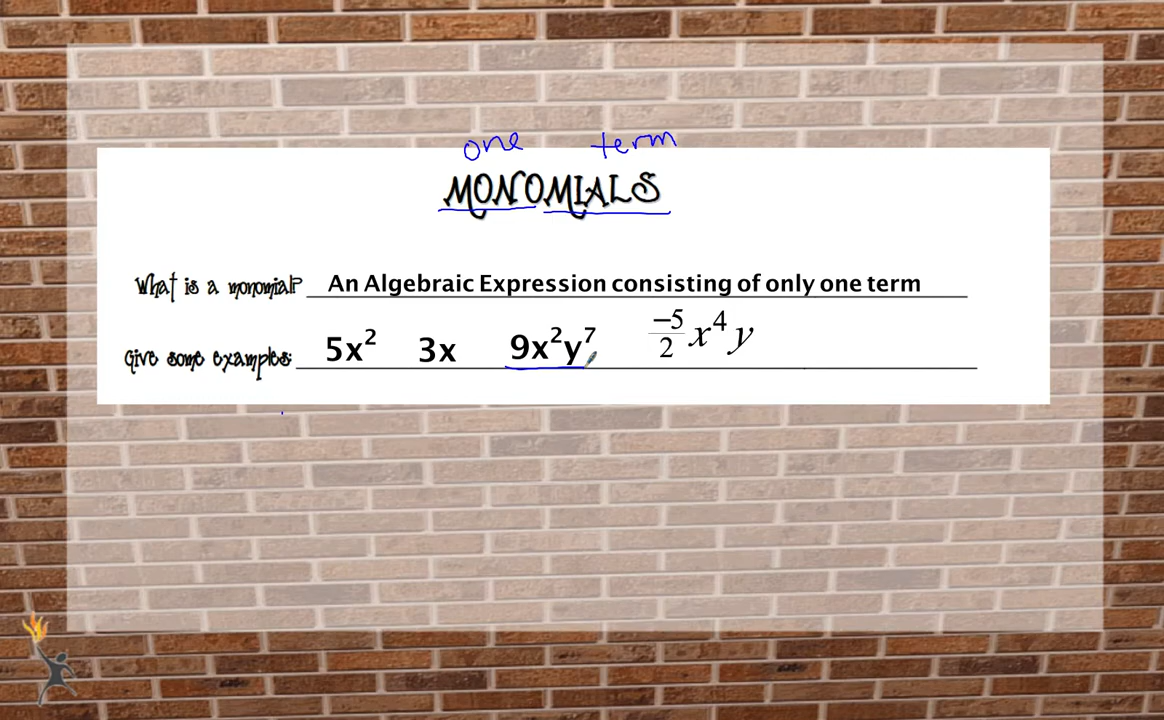 one term
MONOMIALS
What is a monomial? An Algebraic Expression consisting of only one term
Give some examples: 5x² 3x 9x²y⁷ −5/2 x⁴y